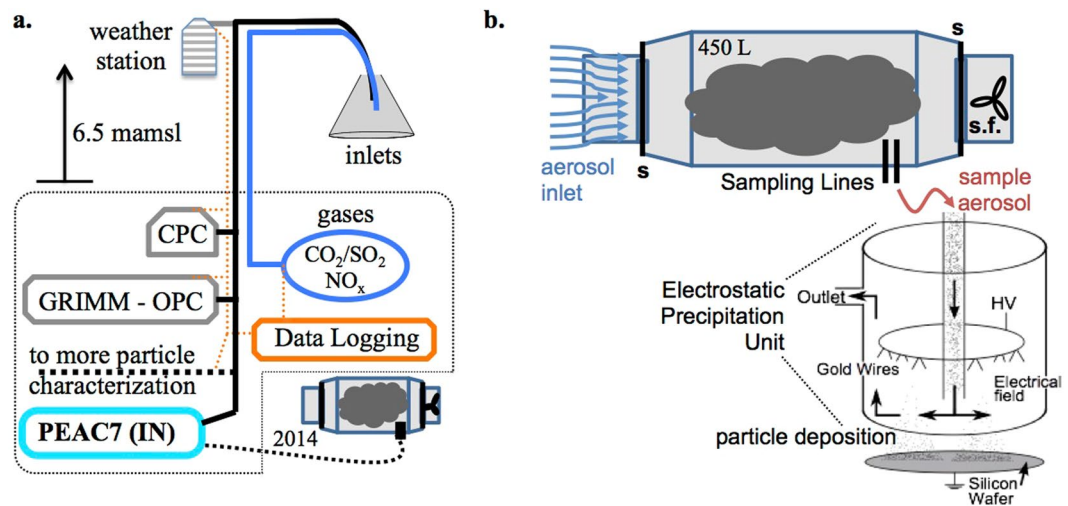 a.
weather
station
6.5 mamsl
inlets
gases
CPC
CO₂/SO₂
NOₓ
GRIMM - OPC
Data Logging
to more particle
characterization
PEAC7 (IN)
2014
b.
450 L
s
s.f.
aerosol
inlet
s
Sampling Lines
sample
aerosol
Electrostatic
Precipitation
Unit
Outlet
HV
Gold Wires
Electrical
field
particle deposition
Silicon
Wafer